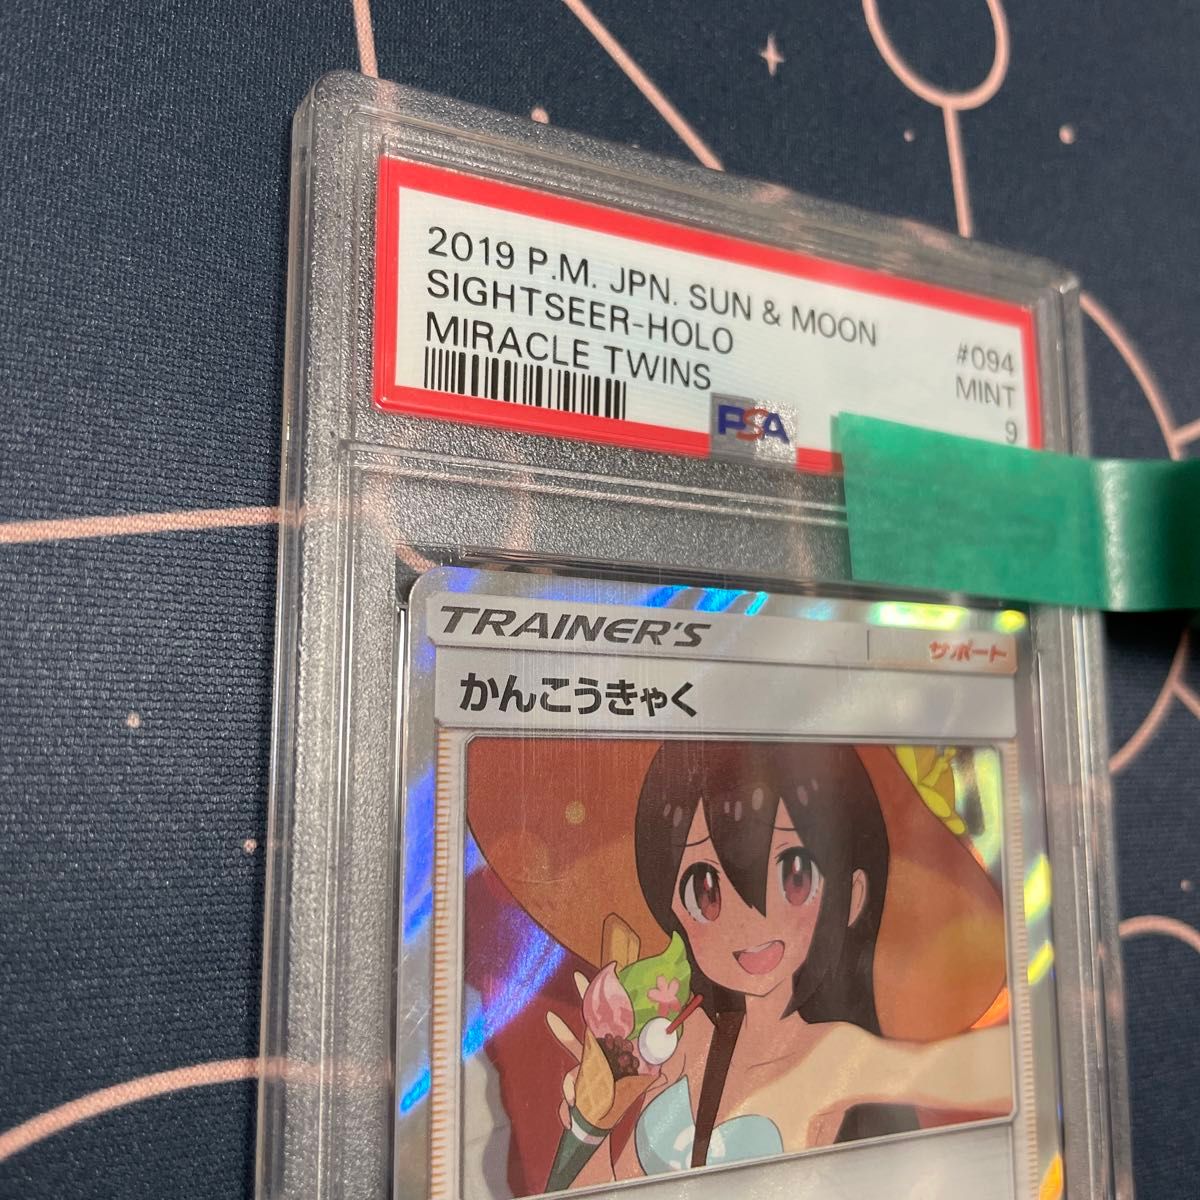 2019 P.M. JPN. SUN & MOON
SIGHTSEER-HOLO
MIRACLE TWINS
#094
MINT
9
PSA
TRAINER'S
サポート
かんこうきゃく